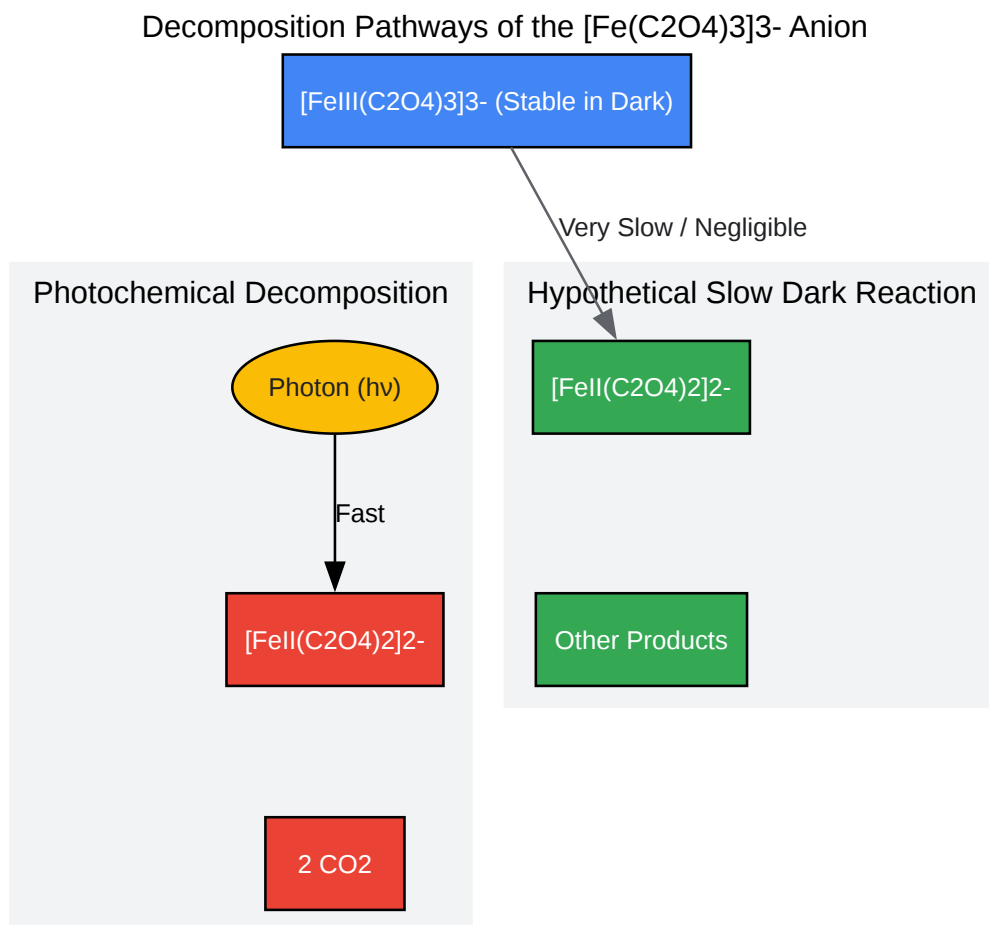 Decomposition Pathways of the [Fe(C2O4)3]3- Anion
[FeIII(C2O4)3]3- (Stable in Dark)
Very Slow / Negligible
Photochemical Decomposition
Photon (hν)
Fast
[FeII(C2O4)2]2-
2 CO2
Hypothetical Slow Dark Reaction
[FeII(C2O4)2]2-
Other Products